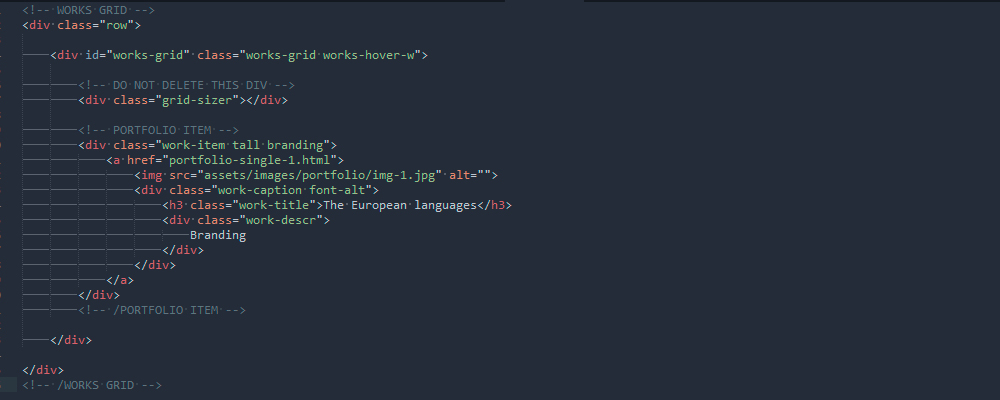 <!-- WORKS GRID -->
<div class="row">
<div id="works-grid" class="works-grid works-hover-w">
<!-- DO NOT DELETE THIS DIV -->
<div class="grid-sizer"></div>
<!-- PORTFOLIO ITEM -->
<div class="work-item tall branding">
<a href="portfolio-single-1.html">
<img src="assets/images/portfolio/img-1.jpg" alt="">
<div class="work-caption font-alt">
<h3 class="work-title">The European languages</h3>
<div class="work-descr">
Branding
</div>
</div>
</a>
</div>
<!-- /PORTFOLIO ITEM -->
</div>
</div>
<!-- /WORKS GRID -->